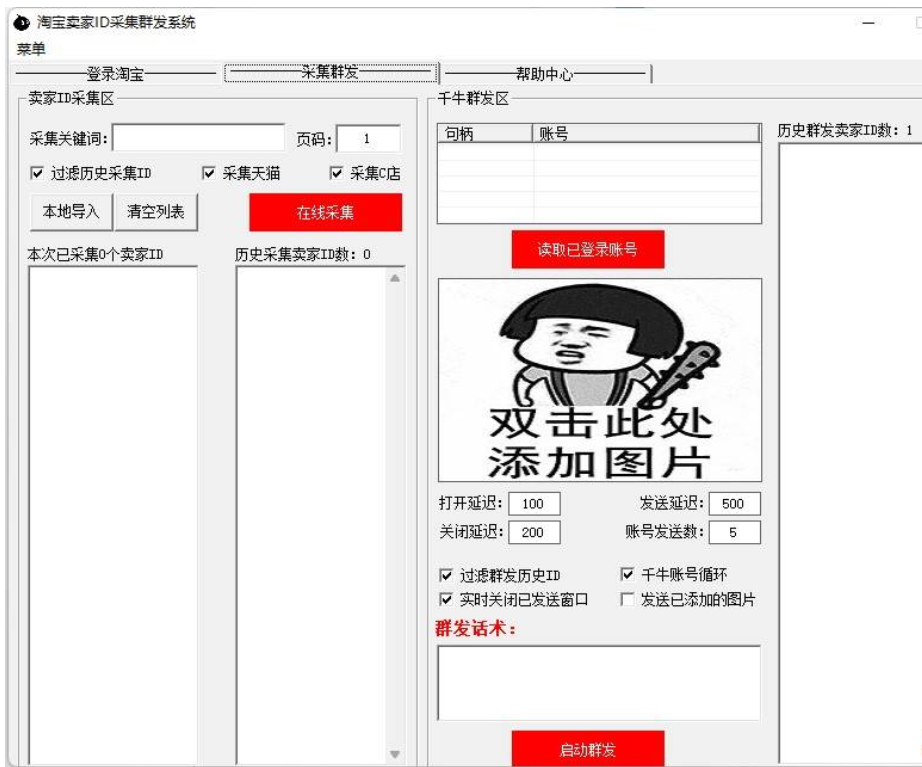 淘宝卖家ID采集群发系统
菜单
登录淘宝
采集群发
帮助中心
卖家ID采集区
采集关键词:
页码: 1
过滤历史采集ID
采集天猫
采集C店
本地导入
清空列表
在线采集
本次已采集0个卖家ID
历史采集卖家ID数: 0
千牛群发区
句柄
账号
读取已登录账号
双击此处
添加图片
打开延迟: 100
发送延迟: 500
关闭延迟: 200
账号发送数: 5
过滤群发历史ID
千牛账号循环
实时关闭已发送窗口
发送已添加的图片
群发话术:
启动群发
历史群发卖家ID数: 1